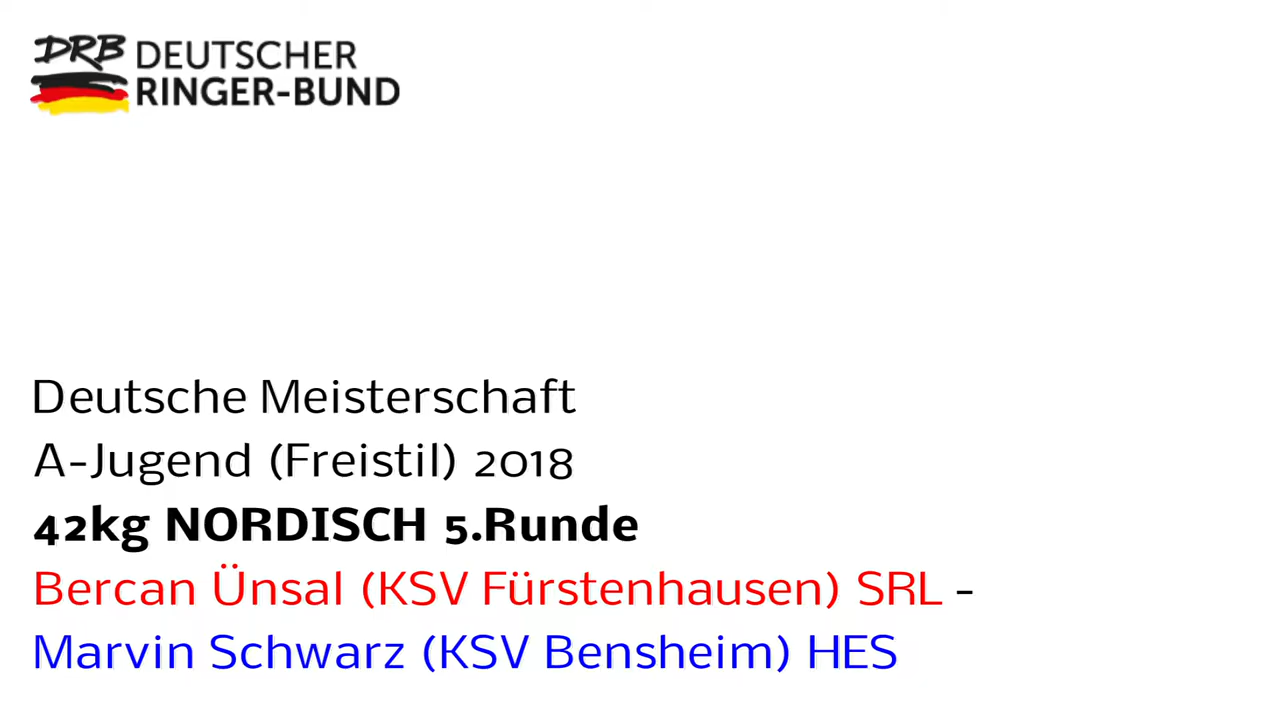 DRB DEUTSCHER
RINGER-BUND
Deutsche Meisterschaft
A-Jugend (Freistil) 2018
42kg NORDISCH 5.Runde
Bercan Ünsal (KSV Fürstenhausen) SRL -
Marvin Schwarz (KSV Bensheim) HES